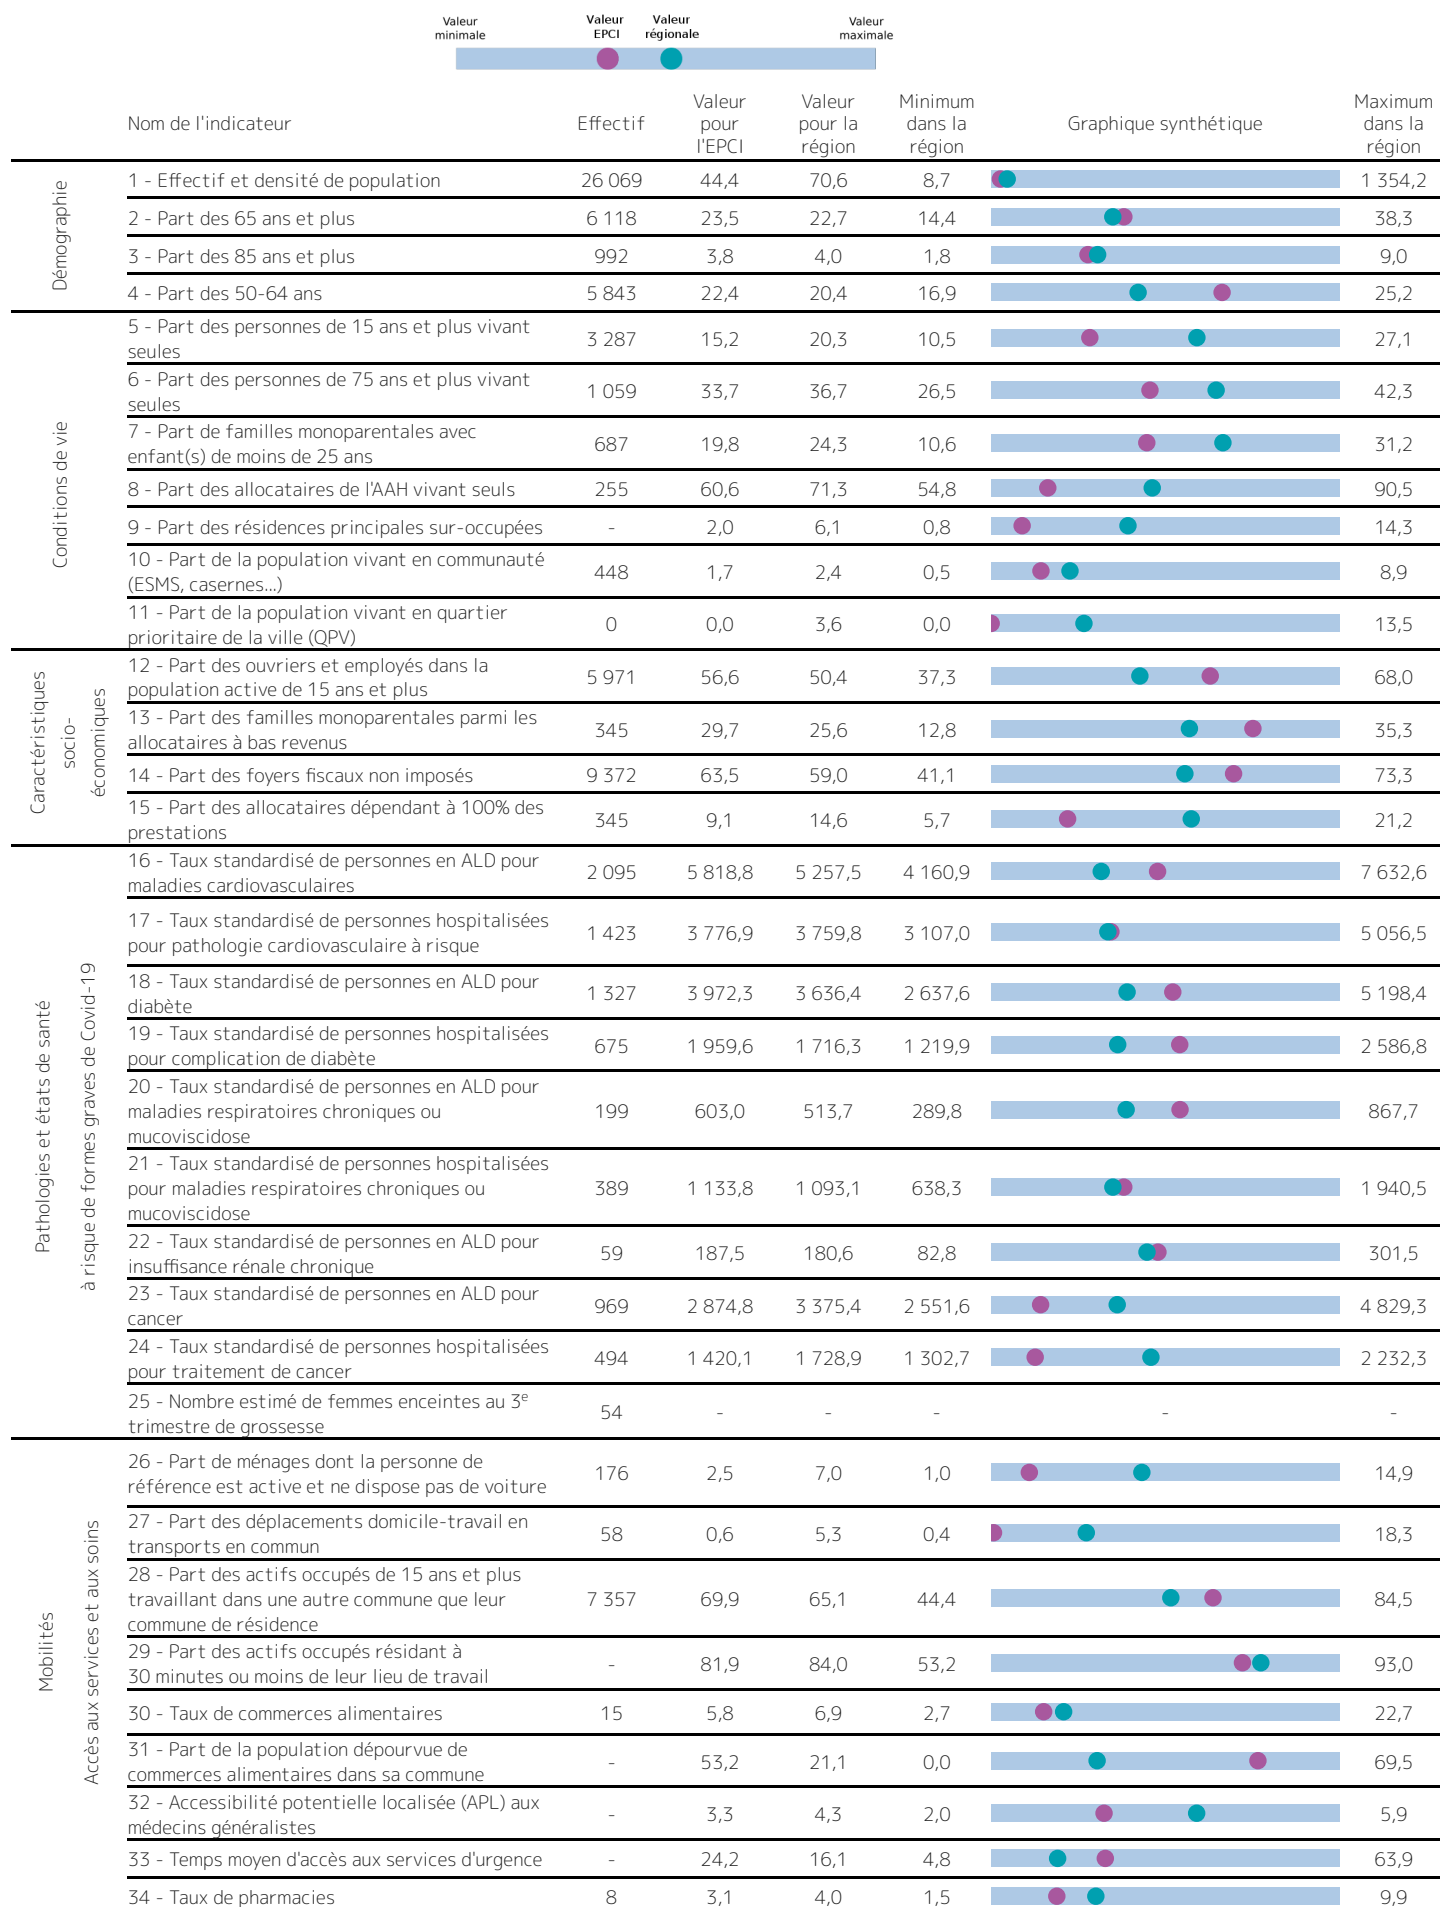 Valeur minimale
Valeur EPCI
Valeur régionale
Valeur maximale
Nom de l'indicateur
Effectif
Valeur pour l'EPCI
Valeur pour la région
Minimum dans la région
Graphique synthétique
Maximum dans la région
Démographie
1 - Effectif et densité de population 26 069 44,4 70,6 8,7 1 354,2
2 - Part des 65 ans et plus 6 118 23,5 22,7 14,4 38,3
3 - Part des 85 ans et plus 992 3,8 4,0 1,8 9,0
4 - Part des 50-64 ans 5 843 22,4 20,4 16,9 25,2
Conditions de vie
5 - Part des personnes de 15 ans et plus vivant
seules 3 287 15,2 20,3 10,5 27,1
6 - Part des personnes de 75 ans et plus vivant
seules 1 059 33,7 36,7 26,5 42,3
7 - Part de familles monoparentales avec
enfant(s) de moins de 25 ans 687 19,8 24,3 10,6 31,2
8 - Part des allocataires de l'AAH vivant seuls 255 60,6 71,3 54,8 90,5
9 - Part des résidences principales sur-occupées - 2,0 6,1 0,8 14,3
10 - Part de la population vivant en communauté
(ESMS, casernes...) 448 1,7 2,4 0,5 8,9
11 - Part de la population vivant en quartier
prioritaire de la ville (QPV) 0 0,0 3,6 0,0 13,5
Caractéristiques
socio-
économiques
12 - Part des ouvriers et employés dans la
population active de 15 ans et plus 5 971 56,6 50,4 37,3 68,0
13 - Part des familles monoparentales parmi les
allocataires à bas revenus 345 29,7 25,6 12,8 35,3
14 - Part des foyers fiscaux non imposés 9 372 63,5 59,0 41,1 73,3
15 - Part des allocataires dépendant à 100% des
prestations 345 9,1 14,6 5,7 21,2
Pathologies et états de santé
à risque de formes graves de Covid-19
16 - Taux standardisé de personnes en ALD pour
maladies cardiovasculaires 2 095 5 818,8 5 257,5 4 160,9 7 632,6
17 - Taux standardisé de personnes hospitalisées
pour pathologie cardiovasculaire à risque 1 423 3 776,9 3 759,8 3 107,0 5 056,5
18 - Taux standardisé de personnes en ALD pour
diabète 1 327 3 972,3 3 636,4 2 637,6 5 198,4
19 - Taux standardisé de personnes hospitalisées
pour complication de diabète 675 1 959,6 1 716,3 1 219,9 2 586,8
20 - Taux standardisé de personnes en ALD pour
maladies respiratoires chroniques ou
mucoviscidose 199 603,0 513,7 289,8 867,7
21 - Taux standardisé de personnes hospitalisées
pour maladies respiratoires chroniques ou
mucoviscidose 389 1 133,8 1 093,1 638,3 1 940,5
22 - Taux standardisé de personnes en ALD pour
insuffisance rénale chronique 59 187,5 180,6 82,8 301,5
23 - Taux standardisé de personnes en ALD pour
cancer 969 2 874,8 3 375,4 2 551,6 4 829,3
24 - Taux standardisé de personnes hospitalisées
pour traitement de cancer 494 1 420,1 1 728,9 1 302,7 2 232,3
25 - Nombre estimé de femmes enceintes au 3e
trimestre de grossesse 54 - - - - -
Mobilités
Accès aux services et aux soins
26 - Part de ménages dont la personne de
référence est active et ne dispose pas de voiture 176 2,5 7,0 1,0 14,9
27 - Part des déplacements domicile-travail en
transports en commun 58 0,6 5,3 0,4 18,3
28 - Part des actifs occupés de 15 ans et plus
travaillant dans une autre commune que leur
commune de résidence 7 357 69,9 65,1 44,4 84,5
29 - Part des actifs occupés résidant à
30 minutes ou moins de leur lieu de travail - 81,9 84,0 53,2 93,0
30 - Taux de commerces alimentaires 15 5,8 6,9 2,7 22,7
31 - Part de la population dépourvue de
commerces alimentaires dans sa commune - 53,2 21,1 0,0 69,5
32 - Accessibilité potentielle localisée (APL) aux
médecins généralistes - 3,3 4,3 2,0 5,9
33 - Temps moyen d'accès aux services d'urgence - 24,2 16,1 4,8 63,9
34 - Taux de pharmacies 8 3,1 4,0 1,5 9,9